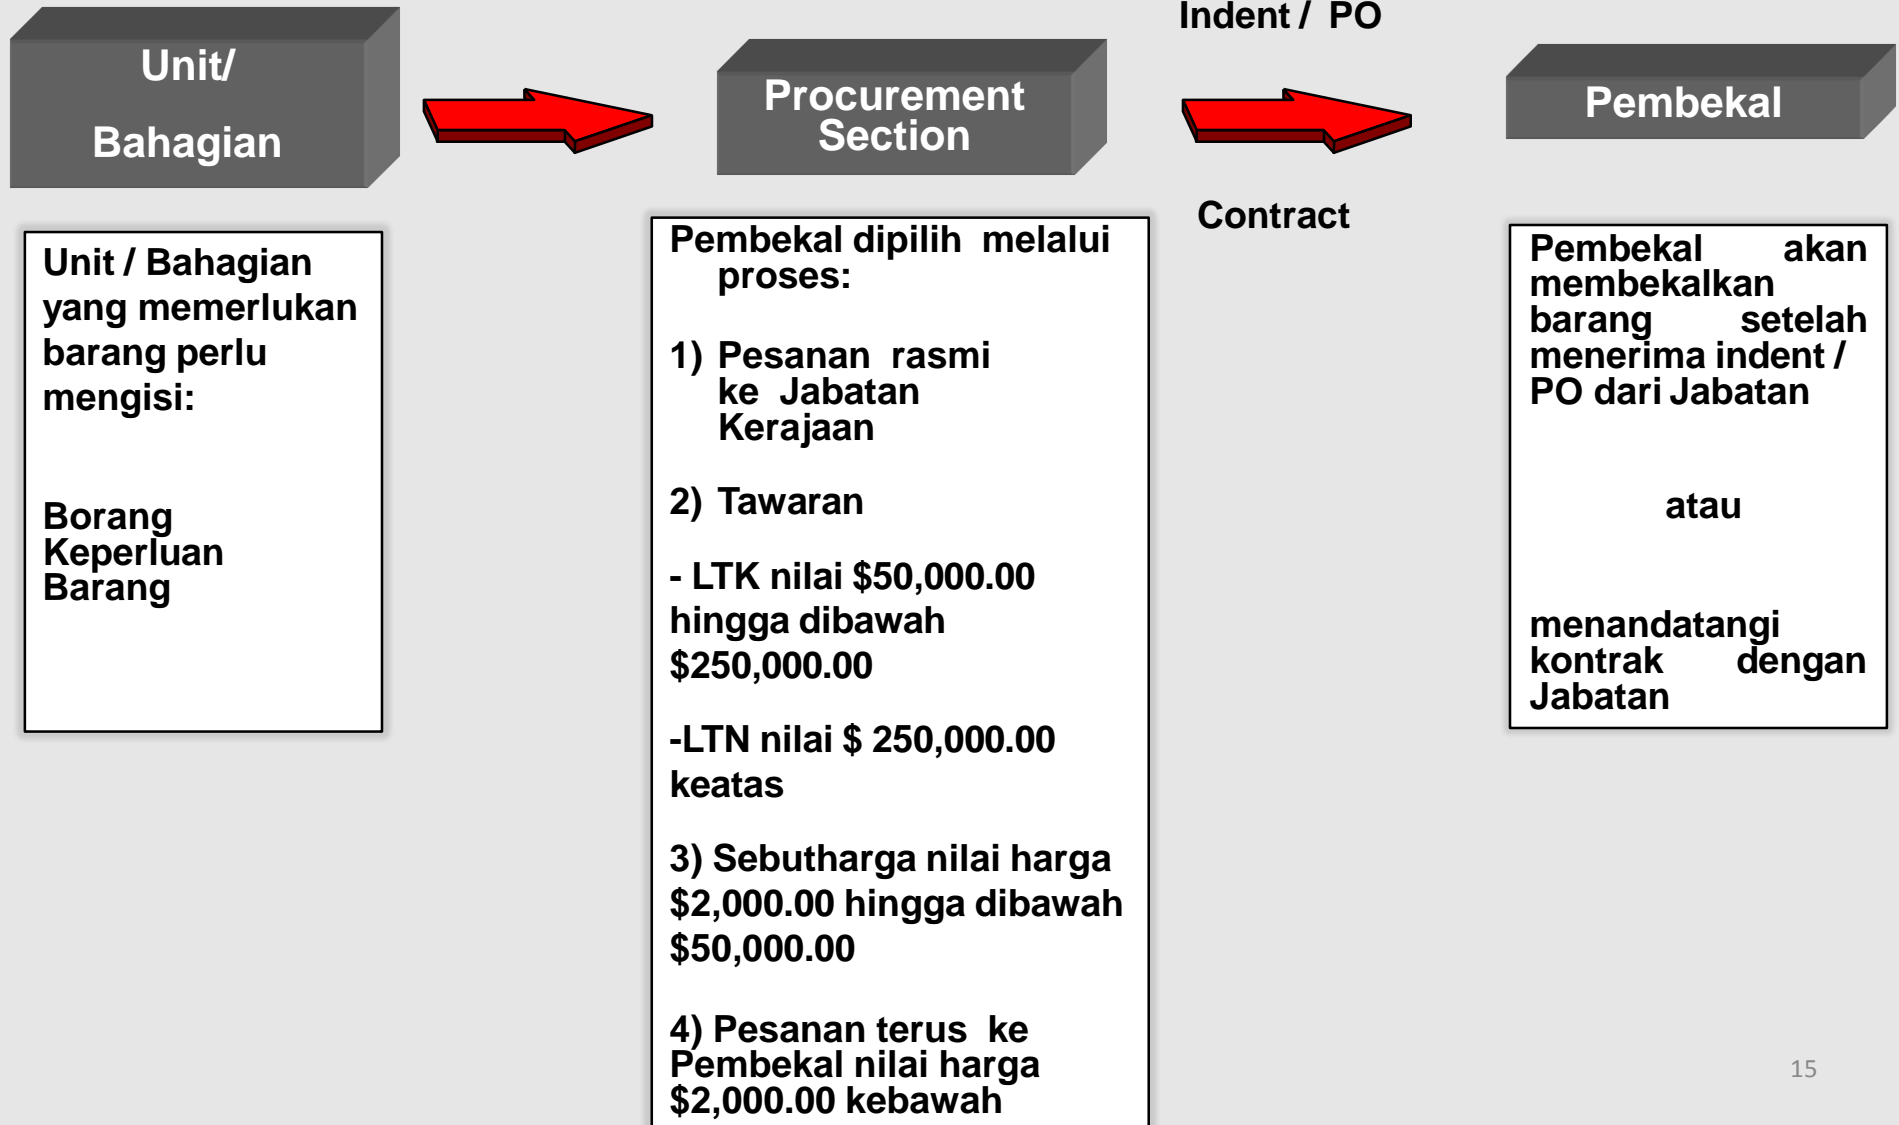 Unit/
Bahagian
Procurement
Section
Indent / PO
Contract
Pembekal
Unit / Bahagian
yang memerlukan
barang perlu
mengisi:
Borang
Keperluan
Barang
Pembekal dipilih melalui
proses:
1) Pesanan rasmi
ke Jabatan
Kerajaan
2) Tawaran
- LTK nilai $50,000.00
hingga dibawah
$250,000.00
-LTN nilai $ 250,000.00
keatas
3) Sebutharga nilai harga
$2,000.00 hingga dibawah
$50,000.00
4) Pesanan terus ke
Pembekal nilai harga
$2,000.00 kebawah
Pembekal akan
membekalkan
barang setelah
menerima indent /
PO dari Jabatan
atau
menandatangi
kontrak dengan
Jabatan
15